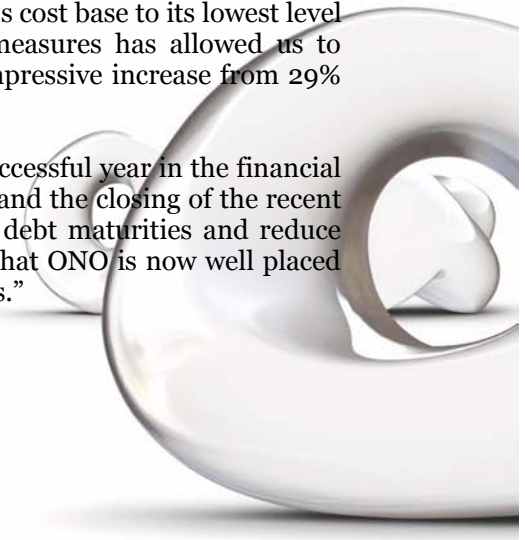 s cost base to its lowest level
measures has allowed us to
mpressive increase from 29%
ccessful year in the financial
and the closing of the recent
debt maturities and reduce
hat ONO is now well placed
s.”